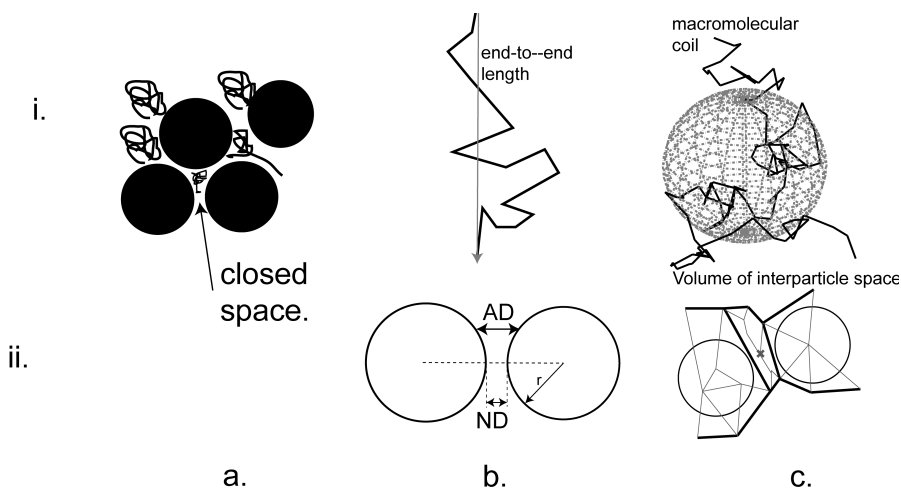 i.
closed
space.
end-to--end
length
macromolecular
coil
ii.
AD
r
ND
Volume of interparticle space
a.
b.
c.